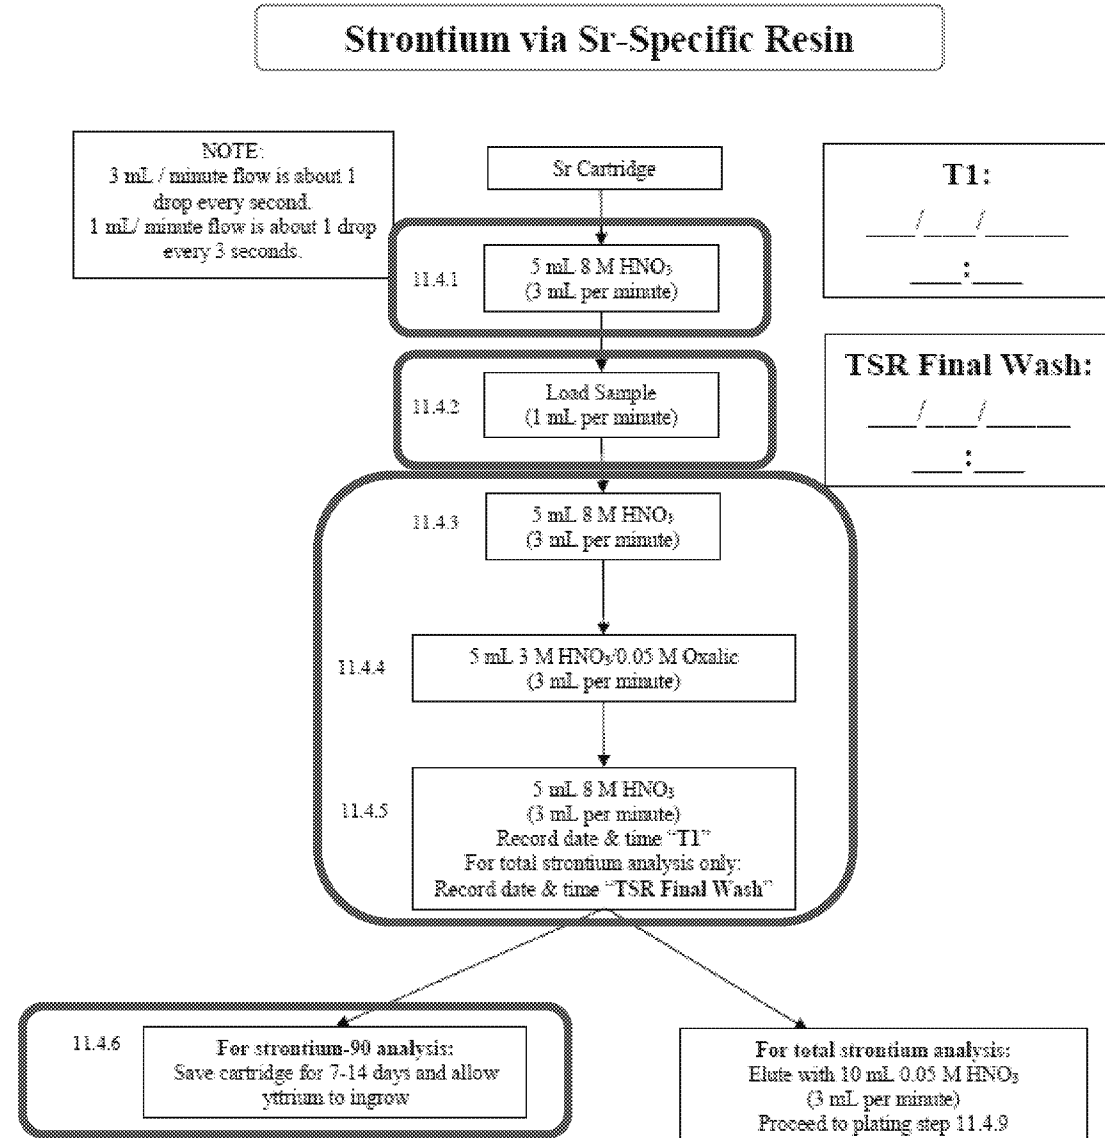 Strontium via Sr-Specific Resin
NOTE:
3 mL / minute flow is about 1
drop every second.
1 mL/ minute flow is about 1 drop
every 3 seconds.
Sr Cartridge
T1:
___/___/_____
___:___
11.4.1
5 mL 8 M HNO₃
(3 mL per minute)
TSR Final Wash:
___/___/_____
___:___
11.4.2
Load Sample
(1 mL per minute)
11.4.3
5 mL 8 M HNO₃
(3 mL per minute)
11.4.4
5 mL 3 M HNO₃/0.05 M Oxalic
(3 mL per minute)
11.4.5
5 mL 8 M HNO₃
(3 mL per minute)
Record date & time “T1”
For total strontium analysis only:
Record date & time “TSR Final Wash”
11.4.6
For strontium-90 analysis:
Save cartridge for 7-14 days and allow
yttrium to ingrow
For total strontium analysis:
Elute with 10 mL 0.05 M HNO₃
(3 mL per minute)
Proceed to plating step 11.4.9